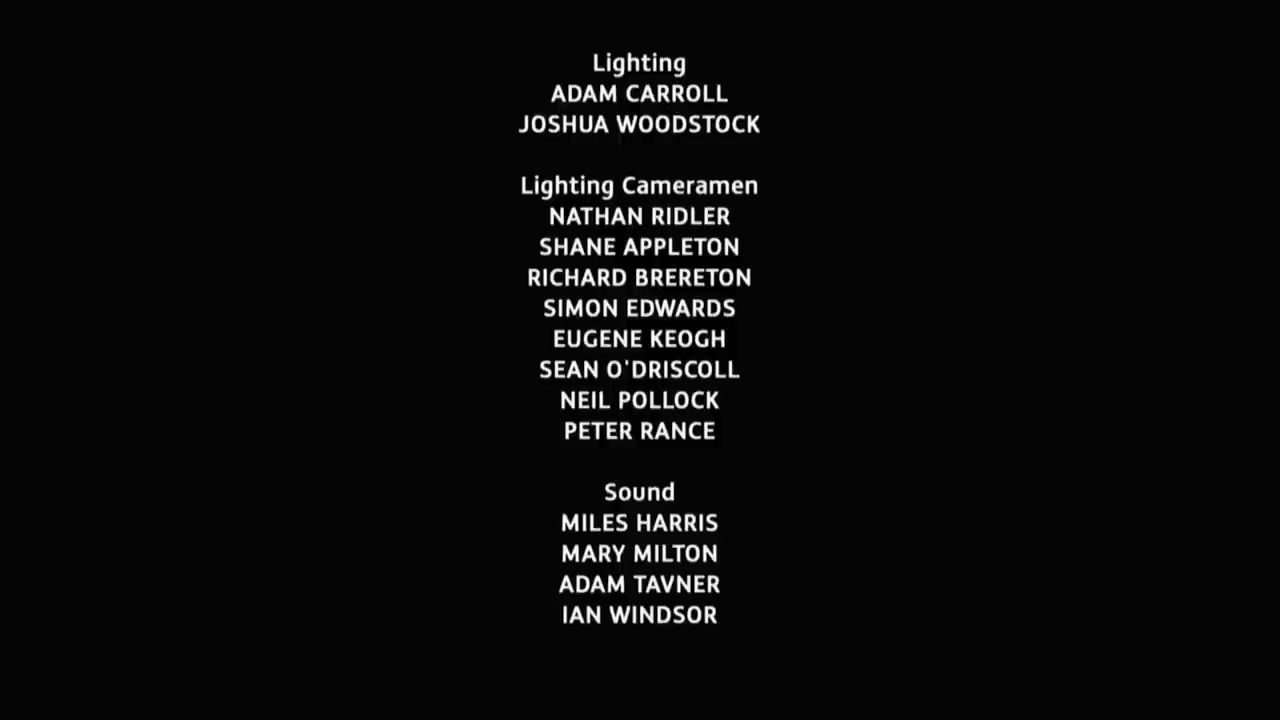 Lighting
ADAM CARROLL
JOSHUA WOODSTOCK
Lighting Cameramen
NATHAN RIDLER
SHANE APPLETON
RICHARD BRERETON
SIMON EDWARDS
EUGENE KEOGH
SEAN O'DRISCOLL
NEIL POLLOCK
PETER RANCE
Sound
MILES HARRIS
MARY MILTON
ADAM TAVNER
IAN WINDSOR